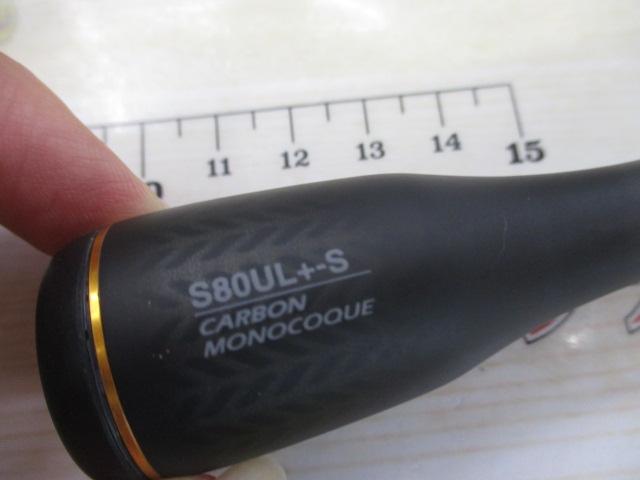 11 12 13 14 15
S80UL+-S
CARBON
MONOCOQUE